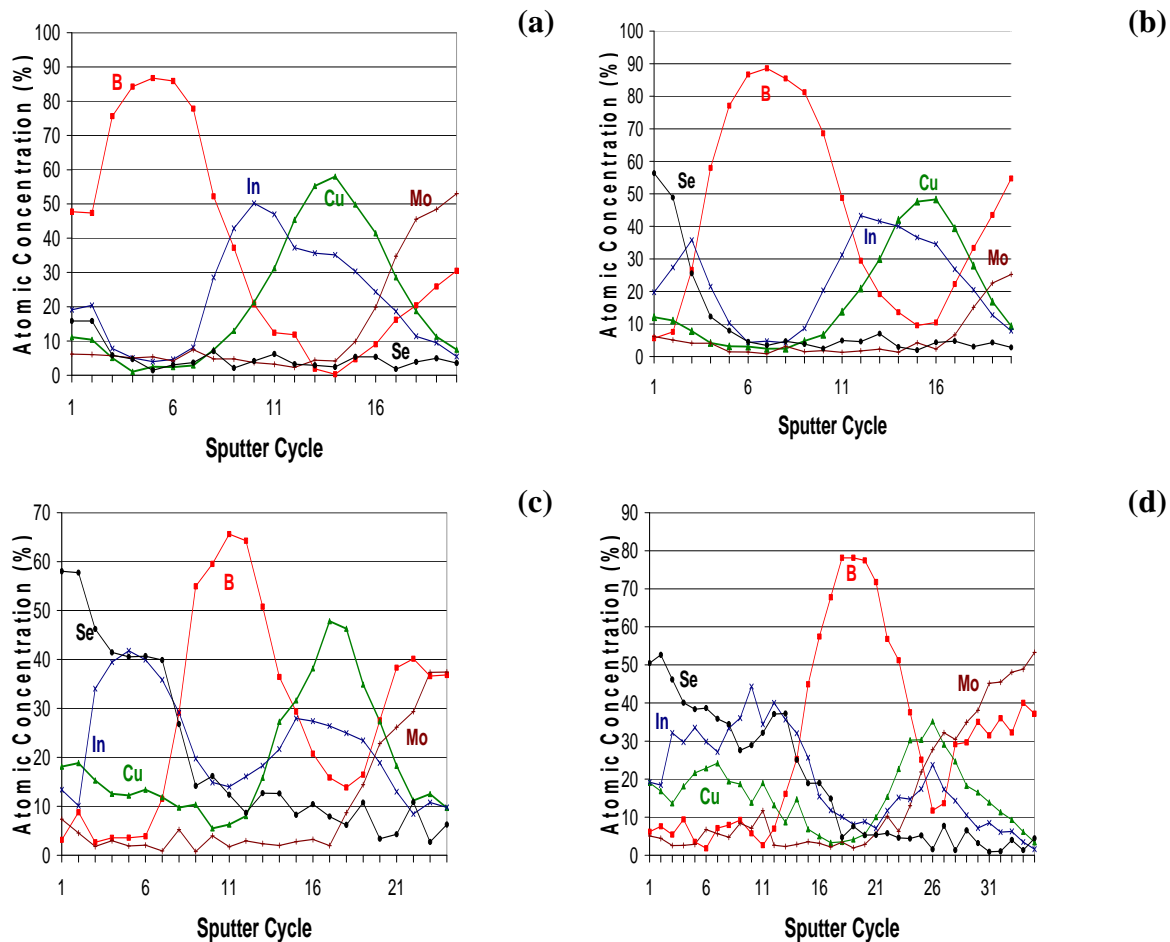 (a)
Atomic Concentration (%)
100
90
80
70
60
50
40
30
20
10
0
B
In
Cu
Mo
Se
1 6 11 16
Sputter Cycle
(b)
Atomic Concentration (%)
100
90
80
70
60
50
40
30
20
10
0
Se
B
In
Cu
Mo
1 6 11 16
Sputter Cycle
(c)
Atomic Concentration (%)
70
60
50
40
30
20
10
0
Se
B
In
Cu
Mo
1 6 11 16 21
Sputter Cycle
(d)
Atomic Concentration (%)
90
80
70
60
50
40
30
20
10
0
B
Se
In
Cu
Mo
1 6 11 16 21 26 31
Sputter Cycle